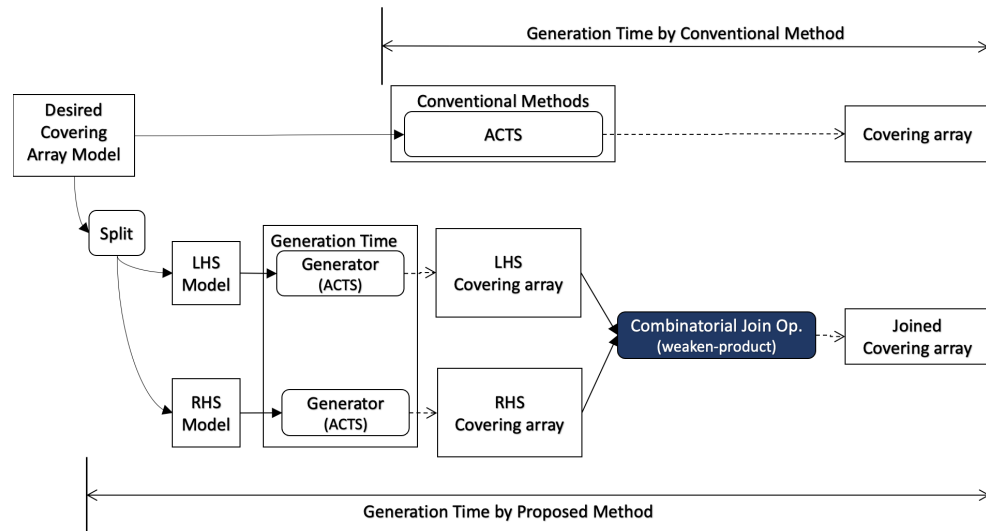 Generation Time by Conventional Method
Desired
Covering
Array Model
Conventional Methods
ACTS
Covering array
Split
LHS
Model
Generation Time
Generator
(ACTS)
LHS
Covering array
Combinatorial Join Op.
(weaken-product)
Joined
Covering array
RHS
Model
Generator
(ACTS)
RHS
Covering array
Generation Time by Proposed Method